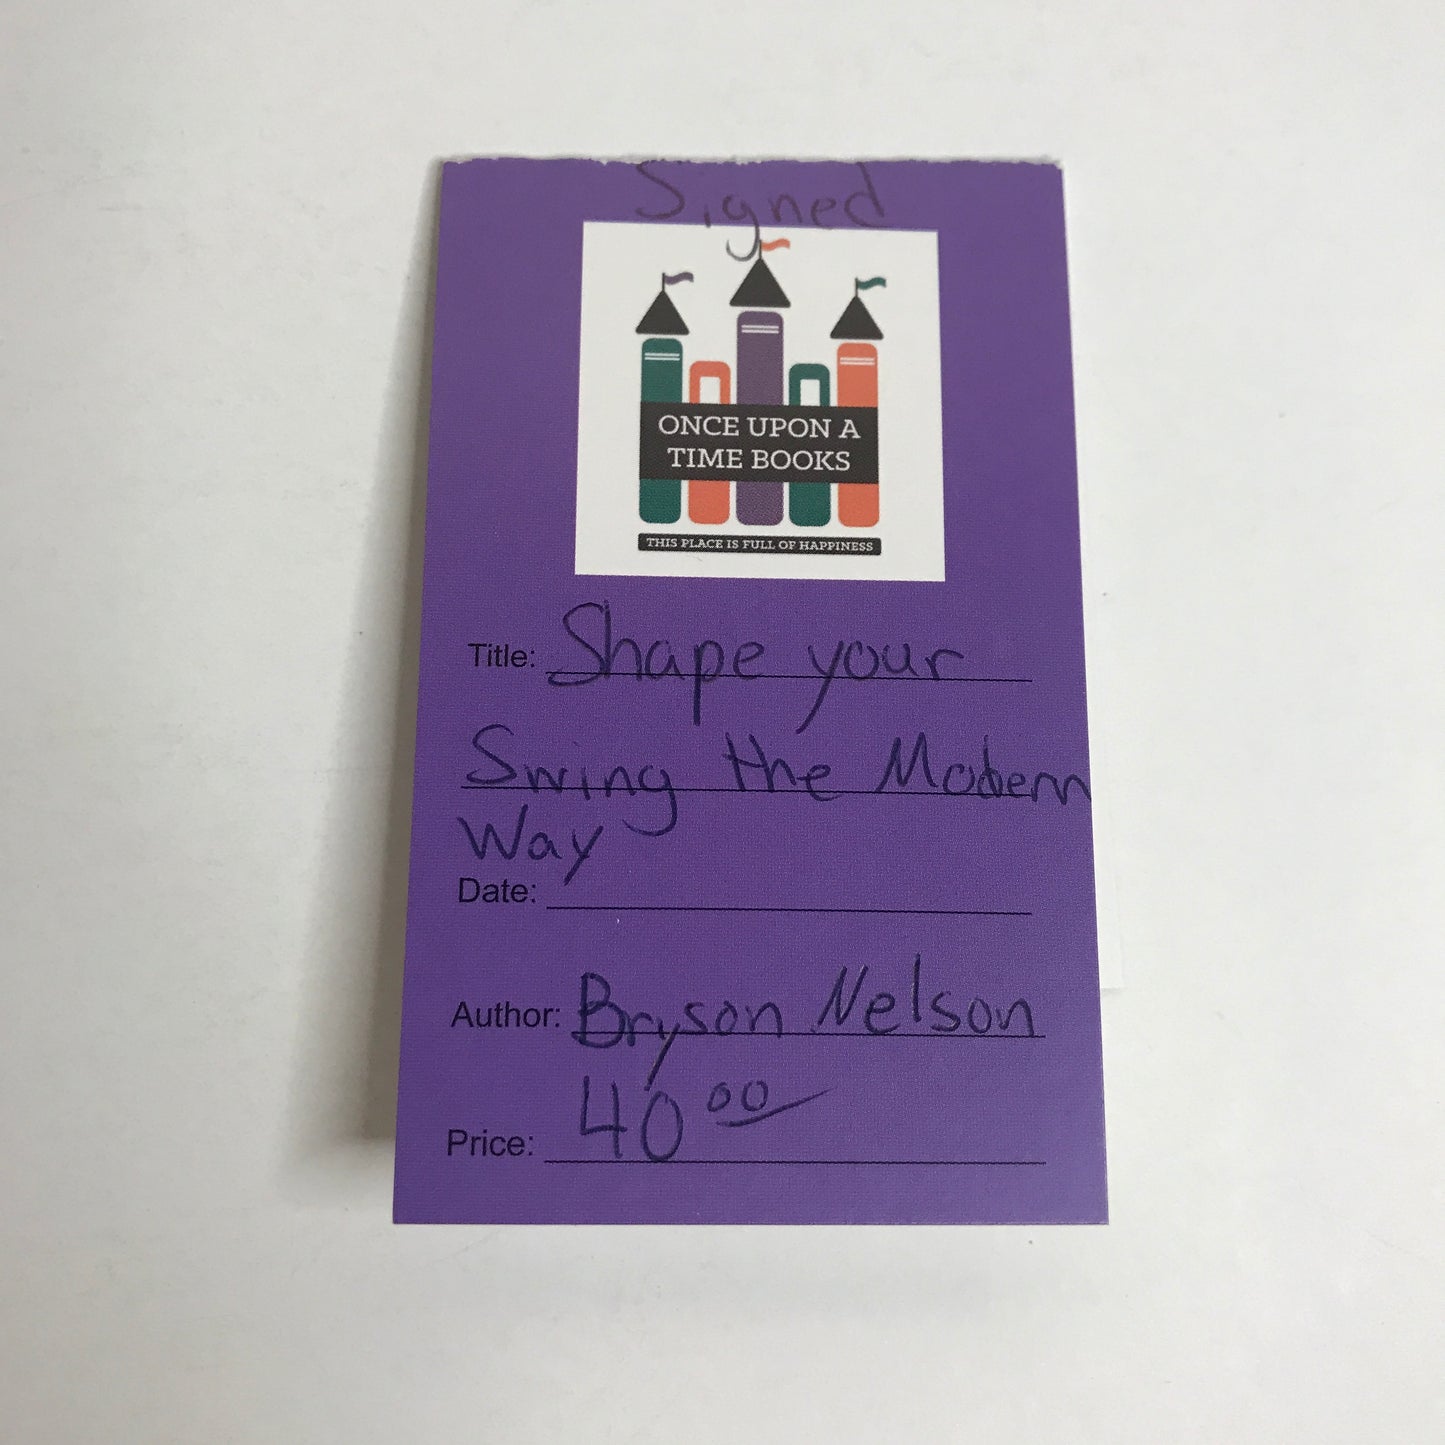 Signed
ONCE UPON A
TIME BOOKS
THIS PLACE IS FULL OF HAPPINESS
Title: Shape your
Swing the Modern
Way
Date:
Author: Bryson Nelson
Price: 40 00